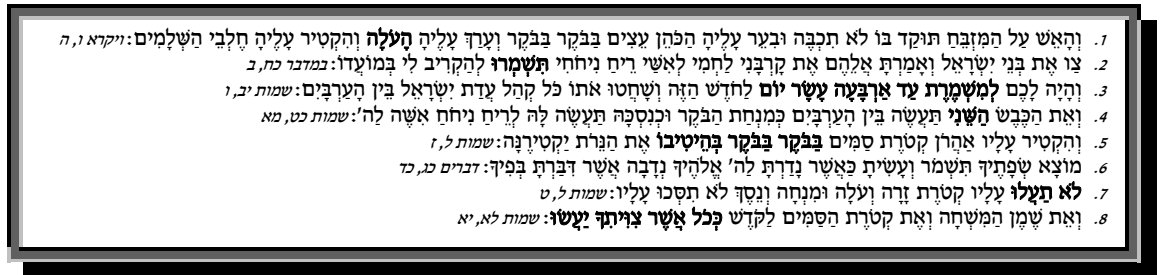 1. וְהָאֵשׁ עַל הַמִּזְבֵּחַ תּוּקַד בּוֹ לֹא תִכְבֶּה וּבִעֵר עָלֶיהָ הַכֹּהֵן עֵצִים בַּבֹּקֶר בַּבֹּקֶר וְעָרַךְ עָלֶיהָ הָעֹלָה וְהִקְטִיר עָלֶיהָ חֶלְבֵי הַשְּׁלָמִים: ויקרא ו, ה
2. צַו אֶת בְּנֵי יִשְׂרָאֵל וְאָמַרְתָּ אֲלֵהֶם אֶת קָרְבָּנִי לַחְמִי לְאִשַּׁי רֵיחַ נִיחֹחִי תִּשְׁמְרוּ לְהַקְרִיב לִי בְּמוֹעֲדוֹ: במדבר כח, ב
3. וְהָיָה לָכֶם לְמִשְׁמֶרֶת עַד אַרְבָּעָה עָשָׂר יוֹם לַחֹדֶשׁ הַזֶּה וְשָׁחֲטוּ אֹתוֹ כֹּל קְהַל עֲדַת יִשְׂרָאֵל בֵּין הָעַרְבָּיִם: שמות יב, ו
4. וְאֵת הַכֶּבֶשׂ הַשֵּׁנִי תַּעֲשֶׂה בֵּין הָעַרְבָּיִם כְּמִנְחַת הַבֹּקֶר וּכְנִסְכָּהּ תַּעֲשֶׂה לָּהּ לְרֵיחַ נִיחֹחַ אִשֶּׁה לַה': שמות כט, מא
5. וְהִקְטִיר עָלָיו אַהֲרֹן קְטֹרֶת סַמִּים בַּבֹּקֶר בַּבֹּקֶר בְּהֵיטִיבוֹ אֶת הַנֵּרֹת יַקְטִירֶנָּה: שמות ל, ז
6. מוֹצָא שְׂפָתֶיךָ תִּשְׁמֹר וְעָשִׂיתָ כַּאֲשֶׁר נָדַרְתָּ לַה' אֱלֹהֶיךָ נְדָבָה אֲשֶׁר דִּבַּרְתָּ בְּפִיךָ: דברים כג, כד
7. לֹא תַעֲלוּ עָלָיו קְטֹרֶת זָרָה וְעֹלָה וּמִנְחָה וְנֵסֶךְ לֹא תִסְּכוּ עָלָיו: שמות ל, ט
8. וְאֵת שֶׁמֶן הַמִּשְׁחָה וְאֶת קְטֹרֶת הַסַּמִּים לַקֹּדֶשׁ כְּכֹל אֲשֶׁר צִוִּיתִךָ יַעֲשׂוּ: שמות לא, יא